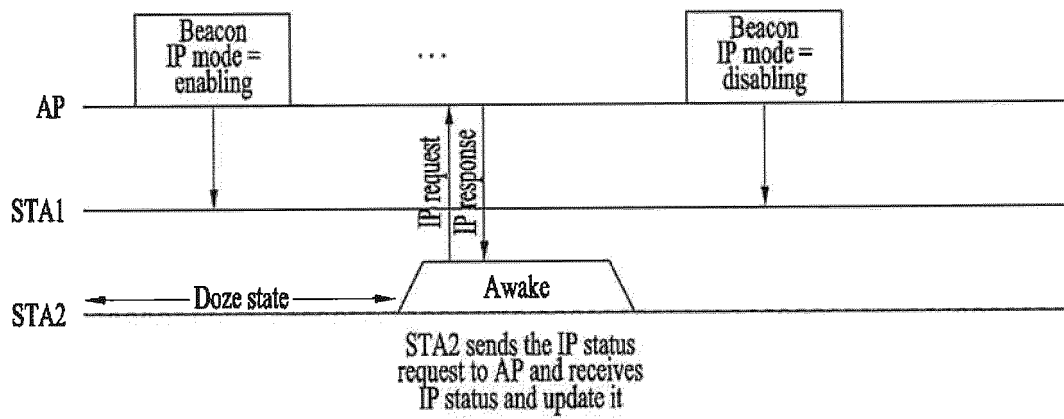 Beacon
IP mode =
enabling
...
Beacon
IP mode =
disabling
AP
IP request
IP response
STA1
Doze state
Awake
STA2
STA2 sends the IP status
request to AP and receives
IP status and update it